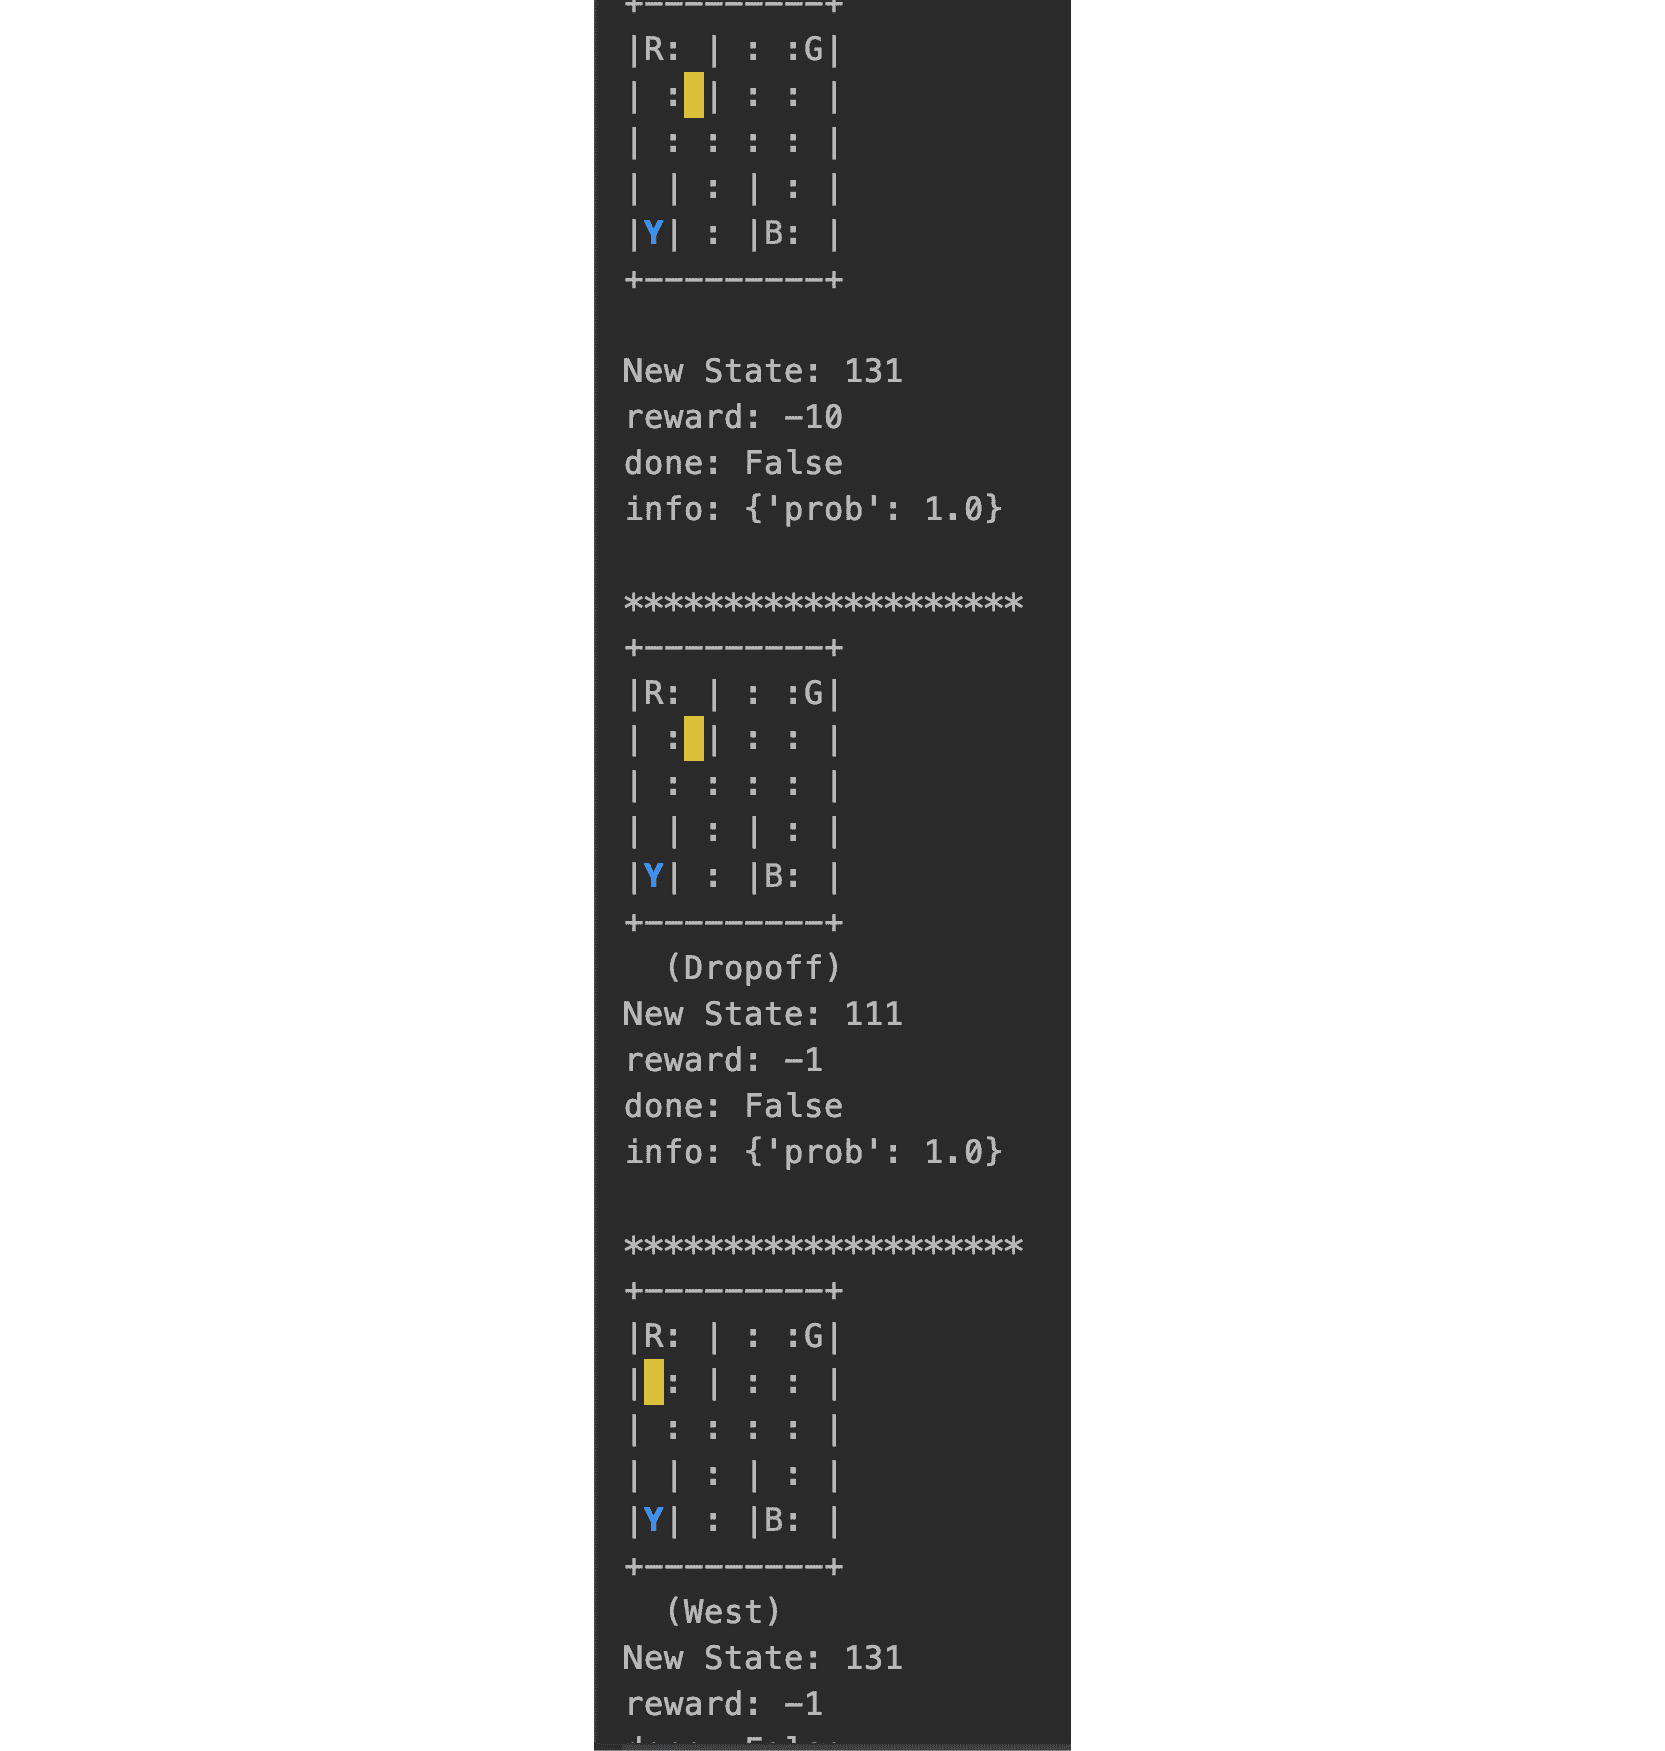 +---------+
|R: | : :G|
| : | : : |
| : : : : |
| | : | : |
|Y| : |B: |
+---------+
New State: 131
reward: -10
done: False
info: {'prob': 1.0}
********************
+---------+
|R: | : :G|
| : | : : |
| : : : : |
| | : | : |
|Y| : |B: |
+---------+
(Dropoff)
New State: 111
reward: -1
done: False
info: {'prob': 1.0}
********************
+---------+
|R: | : :G|
| : | : : |
| : : : : |
| | : | : |
|Y| : |B: |
+---------+
(West)
New State: 131
reward: -1